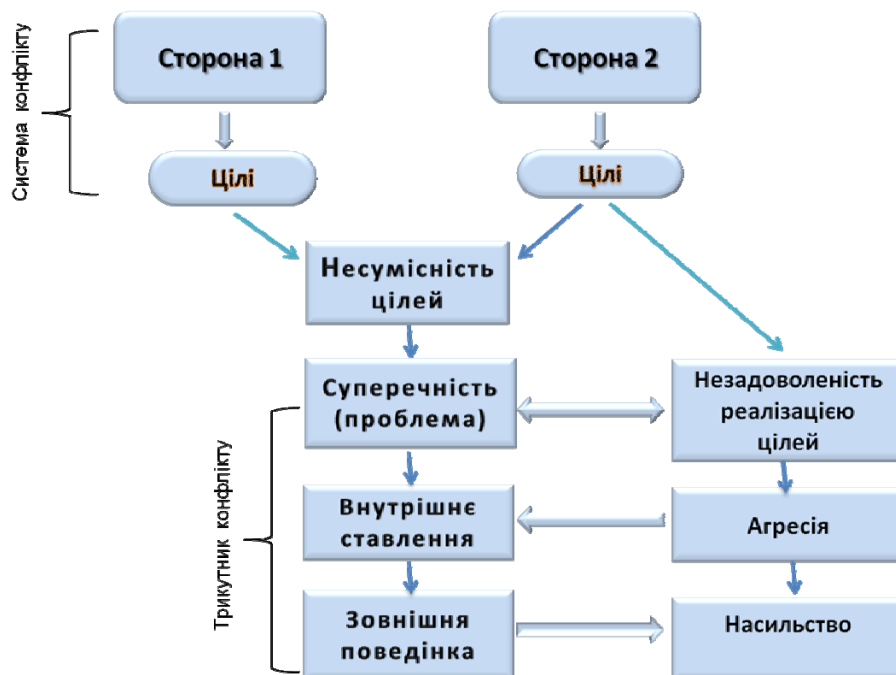 Система конфлікту
Сторона 1
Сторона 2
Цілі
Цілі
Несумісність
цілей
Трикутник конфлікту
Суперечність
(проблема)
Незадоволеність
реалізацією
цілей
Внутрішнє
ставлення
Агресія
Зовнішня
поведінка
Насильство